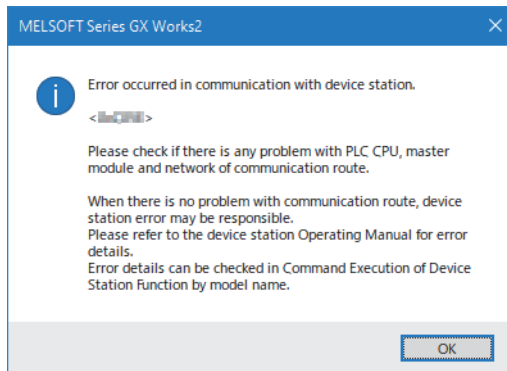 MELSOFT Series GX Works2
Error occurred in communication with device station.
Please check if there is any problem with PLC CPU, master
module and network of communication route.
When there is no problem with communication route, device
station error may be responsible.
Please refer to the device station Operating Manual for error
details.
Error details can be checked in Command Execution of Device
Station Function by model name.
OK